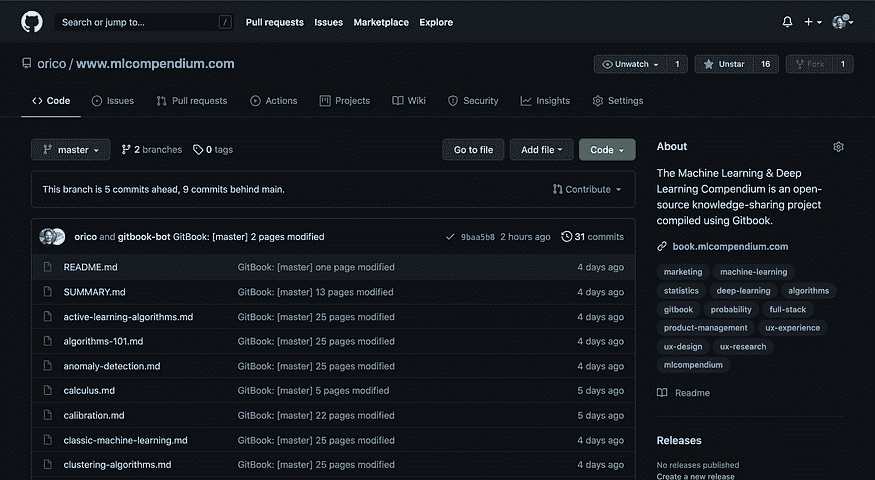 Search or jump to... /
Pull requests Issues Marketplace Explore
orico / www.mlcompendium.com
Unwatch 1 Unstar 16 Fork 1
Code Issues Pull requests Actions Projects Wiki Security Insights Settings
master 2 branches 0 tags Go to file Add file Code
This branch is 5 commits ahead, 9 commits behind main. Contribute
orico and gitbook-bot GitBook: [master] 2 pages modified 9baa5b8 2 hours ago 31 commits
README.md GitBook: [master] one page modified 4 days ago
SUMMARY.md GitBook: [master] 13 pages modified 4 days ago
active-learning-algorithms.md GitBook: [master] 25 pages modified 4 days ago
algorithms-101.md GitBook: [master] 25 pages modified 4 days ago
anomaly-detection.md GitBook: [master] 25 pages modified 4 days ago
calculus.md GitBook: [master] 5 pages modified 5 days ago
calibration.md GitBook: [master] 22 pages modified 5 days ago
classic-machine-learning.md GitBook: [master] 25 pages modified 4 days ago
clustering-algorithms.md GitBook: [master] 25 pages modified 4 days ago
About
The Machine Learning & Deep
Learning Compendium is an open-
source knowledge-sharing project
compiled using Gitbook.
book.mlcompendium.com
marketing machine-learning
statistics deep-learning algorithms
gitbook probability full-stack
product-management ux-experience
ux-design ux-research
mlcompendium
Readme
Releases
No releases published
Create a new release